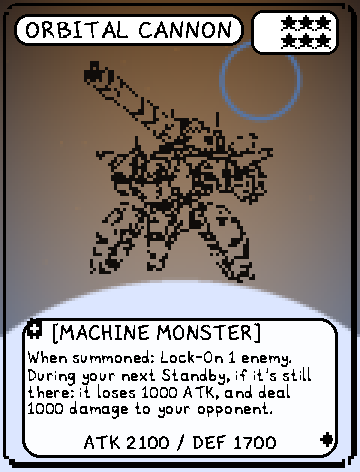 ORBITAL CANNON
[MACHINE MONSTER]
When summoned: Lock-On 1 enemy.
During your next Standby, if it's still
there: it loses 1000 ATK, and deal
1000 damage to your opponent.
ATK 2100 / DEF 1700